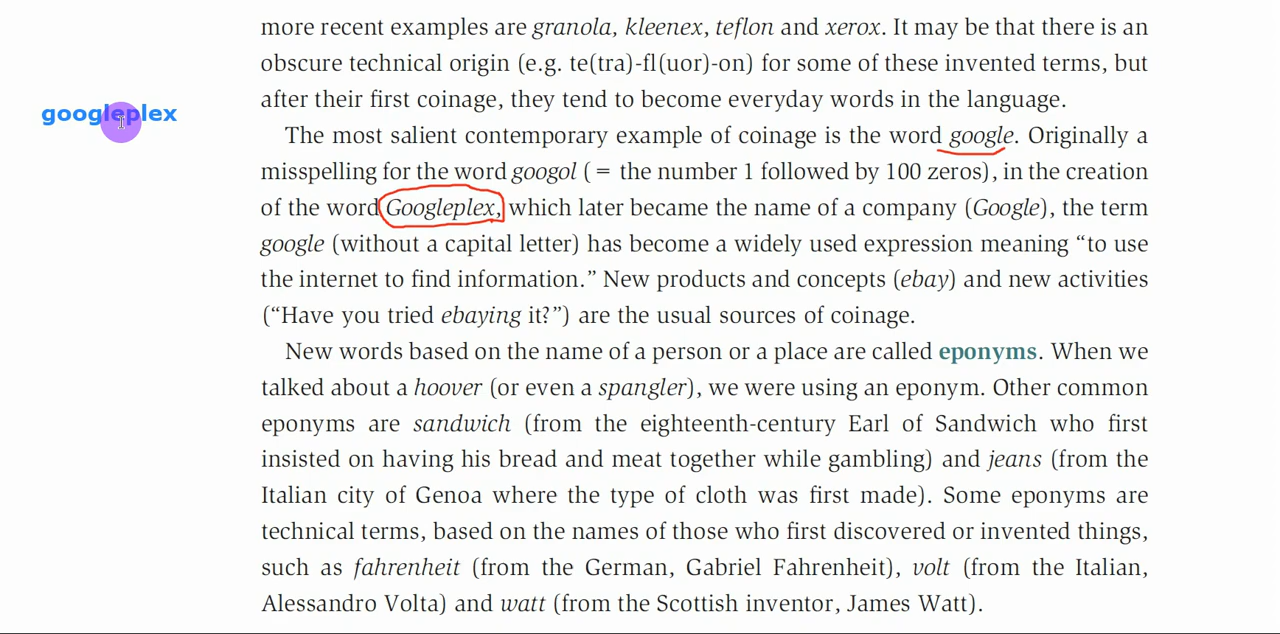 more recent examples are granola, kleenex, teflon and xerox. It may be that there is an
obscure technical origin (e.g. te(tra)-fl(uor)-on) for some of these invented terms, but
after their first coinage, they tend to become everyday words in the language.
googleplex
The most salient contemporary example of coinage is the word google. Originally a
misspelling for the word googol ( = the number 1 followed by 100 zeros), in the creation
of the word Googleplex, which later became the name of a company (Google), the term
google (without a capital letter) has become a widely used expression meaning “to use
the internet to find information.” New products and concepts (ebay) and new activities
(“Have you tried ebaying it?”) are the usual sources of coinage.
New words based on the name of a person or a place are called eponyms. When we
talked about a hoover (or even a spangler), we were using an eponym. Other common
eponyms are sandwich (from the eighteenth-century Earl of Sandwich who first
insisted on having his bread and meat together while gambling) and jeans (from the
Italian city of Genoa where the type of cloth was first made). Some eponyms are
technical terms, based on the names of those who first discovered or invented things,
such as fahrenheit (from the German, Gabriel Fahrenheit), volt (from the Italian,
Alessandro Volta) and watt (from the Scottish inventor, James Watt).